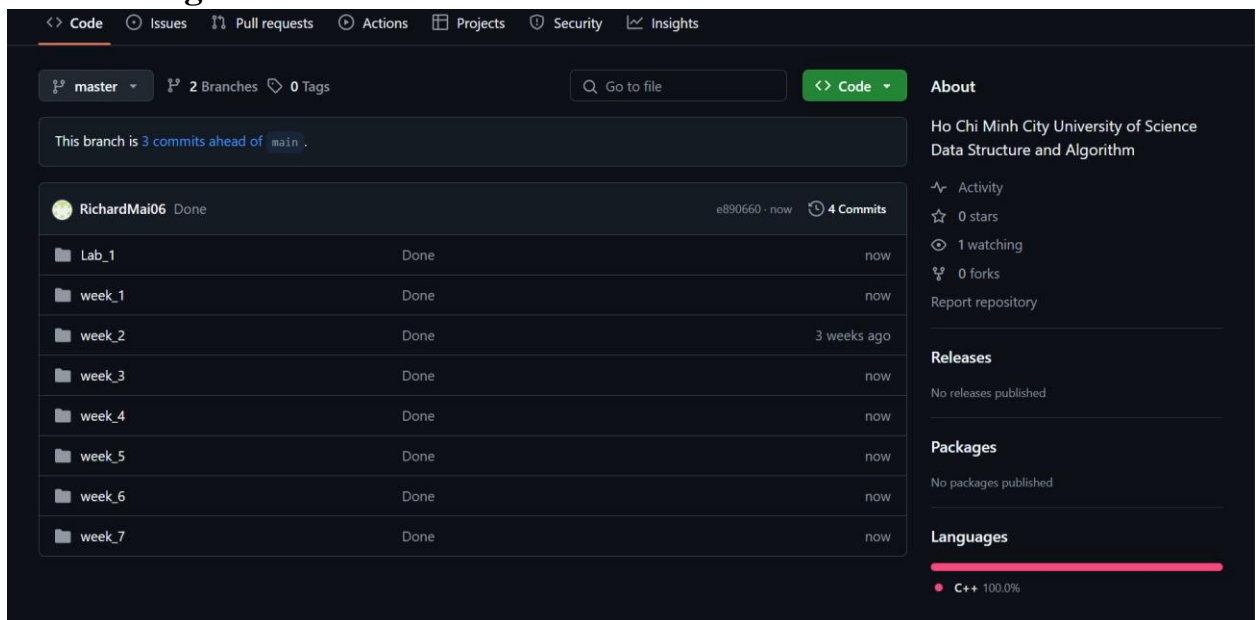 Code Issues Pull requests Actions Projects Security Insights
master 2 Branches 0 Tags Go to file Code
This branch is 3 commits ahead of main .
RichardMai06 Done e890660 · now 4 Commits
Lab_1 Done now
week_1 Done now
week_2 Done 3 weeks ago
week_3 Done now
week_4 Done now
week_5 Done now
week_6 Done now
week_7 Done now
About
Ho Chi Minh City University of Science
Data Structure and Algorithm
Activity
0 stars
1 watching
0 forks
Report repository
Releases
No releases published
Packages
No packages published
Languages
C++ 100.0%